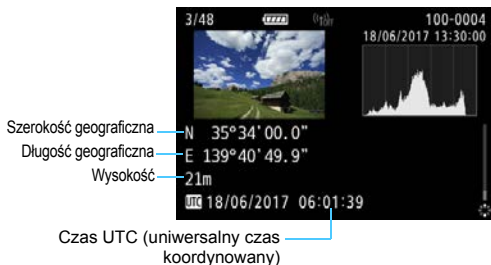 3/48 100-0004
18/06/2017 13:30:00
Szerokość geograficzna N 35°34'00.0"
Długość geograficzna E 139°40'49.9"
Wysokość 21m
UTC 18/06/2017 06:01:39
Czas UTC (uniwersalny czas
koordynowany)